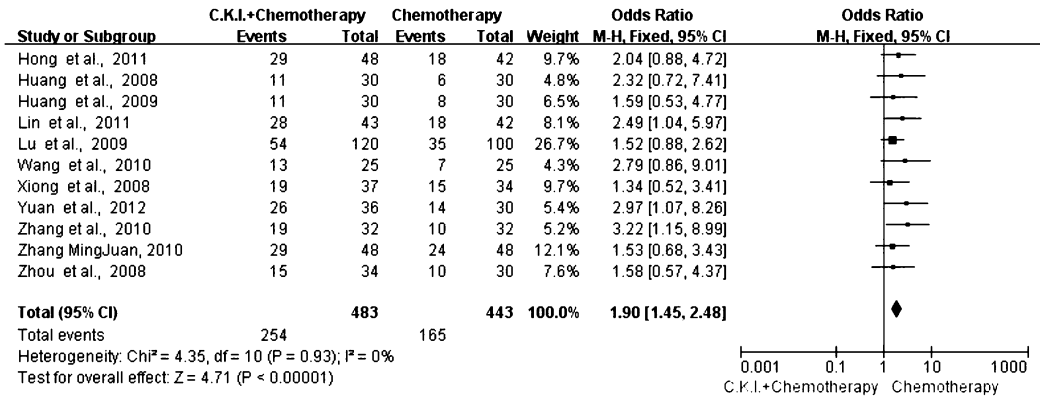 C.K.I.+Chemotherapy Chemotherapy Odds Ratio Odds Ratio
Study or Subgroup Events Total Events Total Weight M-H, Fixed, 95% CI M-H, Fixed, 95% CI
Hong et al., 2011 29 48 18 42 9.7% 2.04 [0.88, 4.72]
Huang et al., 2008 11 30 6 30 4.8% 2.32 [0.72, 7.41]
Huang et al., 2009 11 30 8 30 6.5% 1.59 [0.53, 4.77]
Lin et al., 2011 28 43 18 42 8.1% 2.49 [1.04, 5.97]
Lu et al., 2009 54 120 35 100 26.7% 1.52 [0.88, 2.62]
Wang et al., 2010 13 25 7 25 4.3% 2.79 [0.86, 9.01]
Xiong et al., 2008 19 37 15 34 9.7% 1.34 [0.52, 3.41]
Yuan et al., 2012 26 36 14 30 5.4% 2.97 [1.07, 8.26]
Zhang et al., 2010 19 32 10 32 5.2% 3.22 [1.15, 8.99]
Zhang MingJuan, 2010 29 48 24 48 12.1% 1.53 [0.68, 3.43]
Zhou et al., 2008 15 34 10 30 7.6% 1.58 [0.57, 4.37]
Total (95% CI) 483 443 100.0% 1.90 [1.45, 2.48]
Total events 254 165
Heterogeneity: Chi² = 4.35, df = 10 (P = 0.93); I² = 0%
Test for overall effect: Z = 4.71 (P < 0.00001)
0.001 0.1 1 10 1000
C.K.I.+Chemotherapy Chemotherapy